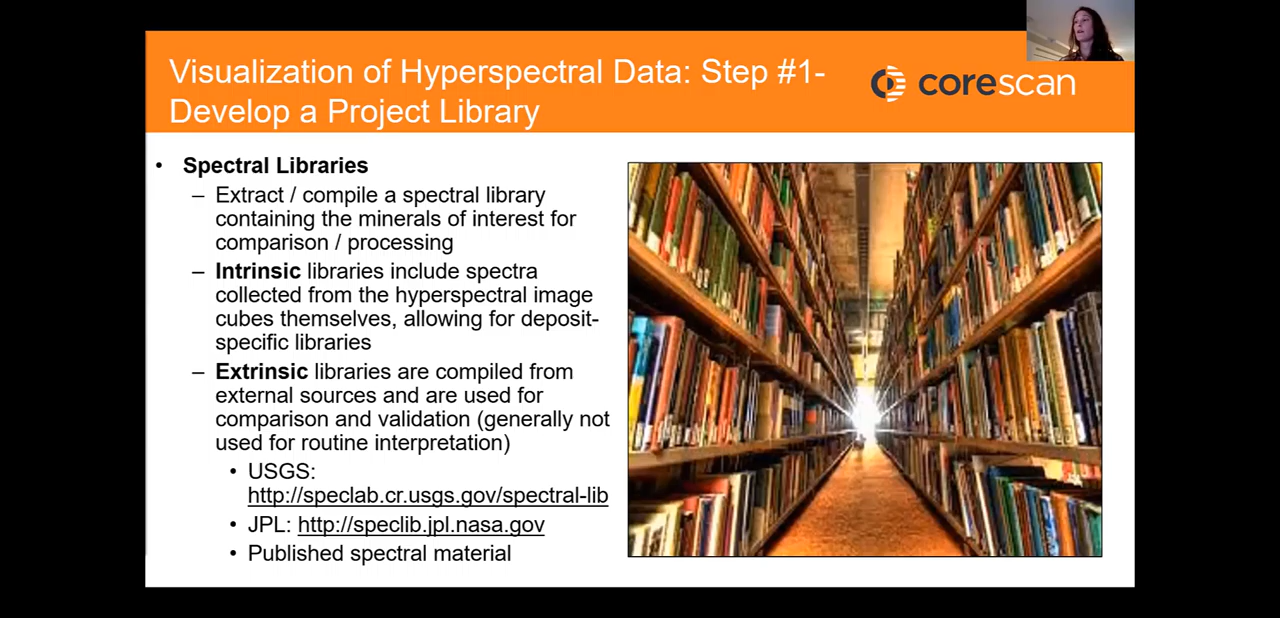 Visualization of Hyperspectral Data: Step #1-
Develop a Project Library
corescan
• Spectral Libraries
– Extract / compile a spectral library
containing the minerals of interest for
comparison / processing
– Intrinsic libraries include spectra
collected from the hyperspectral image
cubes themselves, allowing for deposit-
specific libraries
– Extrinsic libraries are compiled from
external sources and are used for
comparison and validation (generally not
used for routine interpretation)
• USGS:
http://speclab.cr.usgs.gov/spectral-lib
• JPL: http://speclib.jpl.nasa.gov
• Published spectral material